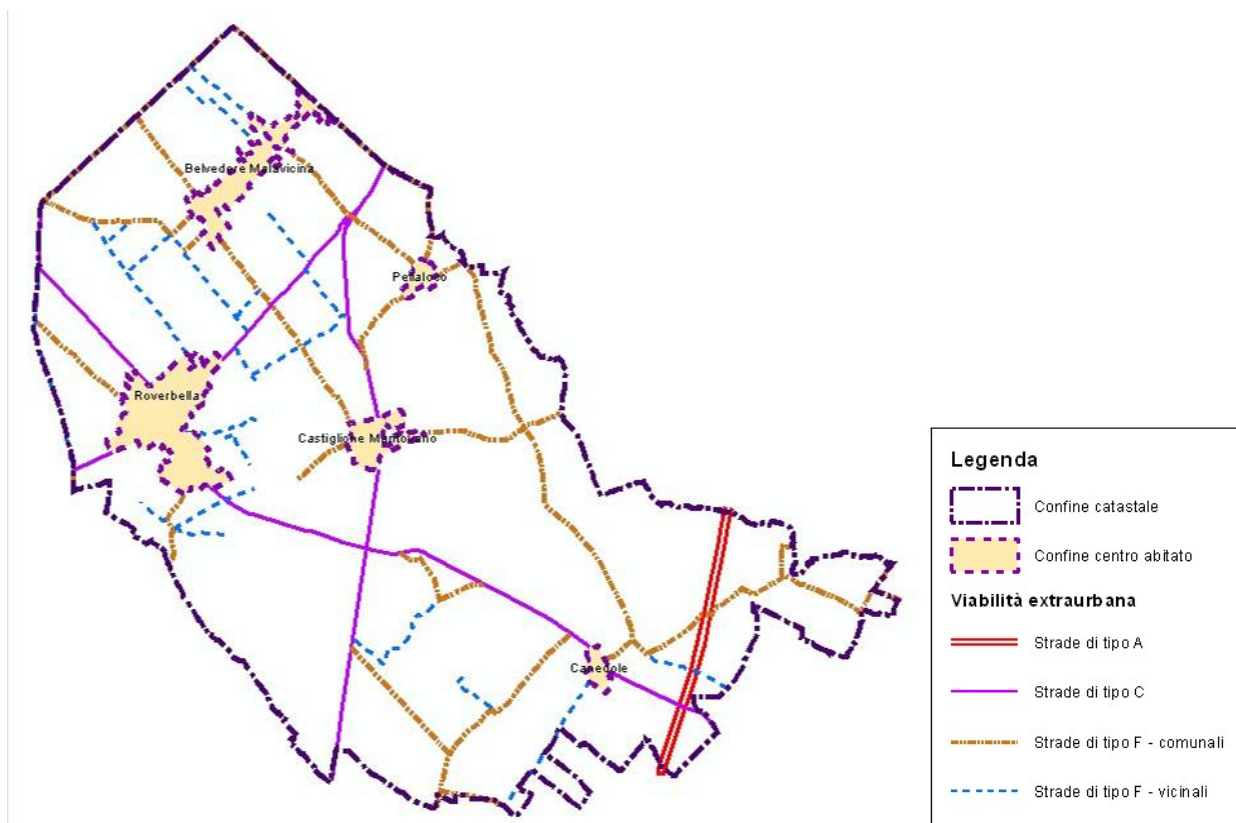 Belvedere Malavicina
Pellaloco
Roverbella
Castiglione Mantovano
Canedole
Legenda
Confine catastale
Confine centro abitato
Viabilità extraurbana
Strade di tipo A
Strade di tipo C
Strade di tipo F - comunali
Strade di tipo F - vicinali